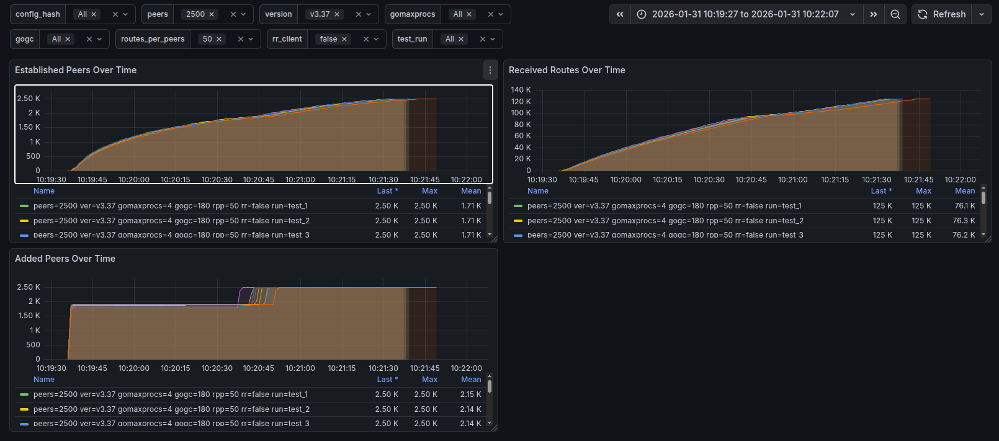 config_hash All peers 2500 version v3.37 gomaxprocs All 2026-01-31 10:19:27 to 2026-01-31 10:22:07 Refresh
gogc All routes_per_peers 50 rr_client false test_run All
Established Peers Over Time
2.50 K
2 K
1.50 K
1 K
500
0
10:19:30 10:19:45 10:20:00 10:20:15 10:20:30 10:20:45 10:21:00 10:21:15 10:21:30 10:21:45 10:22:00
Name Last * Max Mean
peers=2500 ver=v3.37 gomaxprocs=4 gogc=180 rpp=50 rr=false run=test_1 2.50 K 2.50 K 1.71 K
peers=2500 ver=v3.37 gomaxprocs=4 gogc=180 rpp=50 rr=false run=test_2 2.50 K 2.50 K 1.71 K
peers=2500 ver=v3.37 gomaxprocs=4 gogc=180 rpp=50 rr=false run=test_3 2.50 K 2.50 K 1.71 K
Received Routes Over Time
140 K
120 K
100 K
80 K
60 K
40 K
20 K
0
10:19:30 10:19:45 10:20:00 10:20:15 10:20:30 10:20:45 10:21:00 10:21:15 10:21:30 10:21:45 10:22:00
Name Last * Max Mean
peers=2500 ver=v3.37 gomaxprocs=4 gogc=180 rpp=50 rr=false run=test_1 125 K 125 K 76.1 K
peers=2500 ver=v3.37 gomaxprocs=4 gogc=180 rpp=50 rr=false run=test_2 125 K 125 K 76.3 K
peers=2500 ver=v3.37 gomaxprocs=4 gogc=180 rpp=50 rr=false run=test_3 125 K 125 K 76.2 K
Added Peers Over Time
2.50 K
2 K
1.50 K
1 K
500
0
10:19:30 10:19:45 10:20:00 10:20:15 10:20:30 10:20:45 10:21:00 10:21:15 10:21:30 10:21:45 10:22:00
Name Last * Max Mean
peers=2500 ver=v3.37 gomaxprocs=4 gogc=180 rpp=50 rr=false run=test_1 2.50 K 2.50 K 2.15 K
peers=2500 ver=v3.37 gomaxprocs=4 gogc=180 rpp=50 rr=false run=test_2 2.50 K 2.50 K 2.14 K
peers=2500 ver=v3.37 gomaxprocs=4 gogc=180 rpp=50 rr=false run=test_3 2.50 K 2.50 K 2.14 K